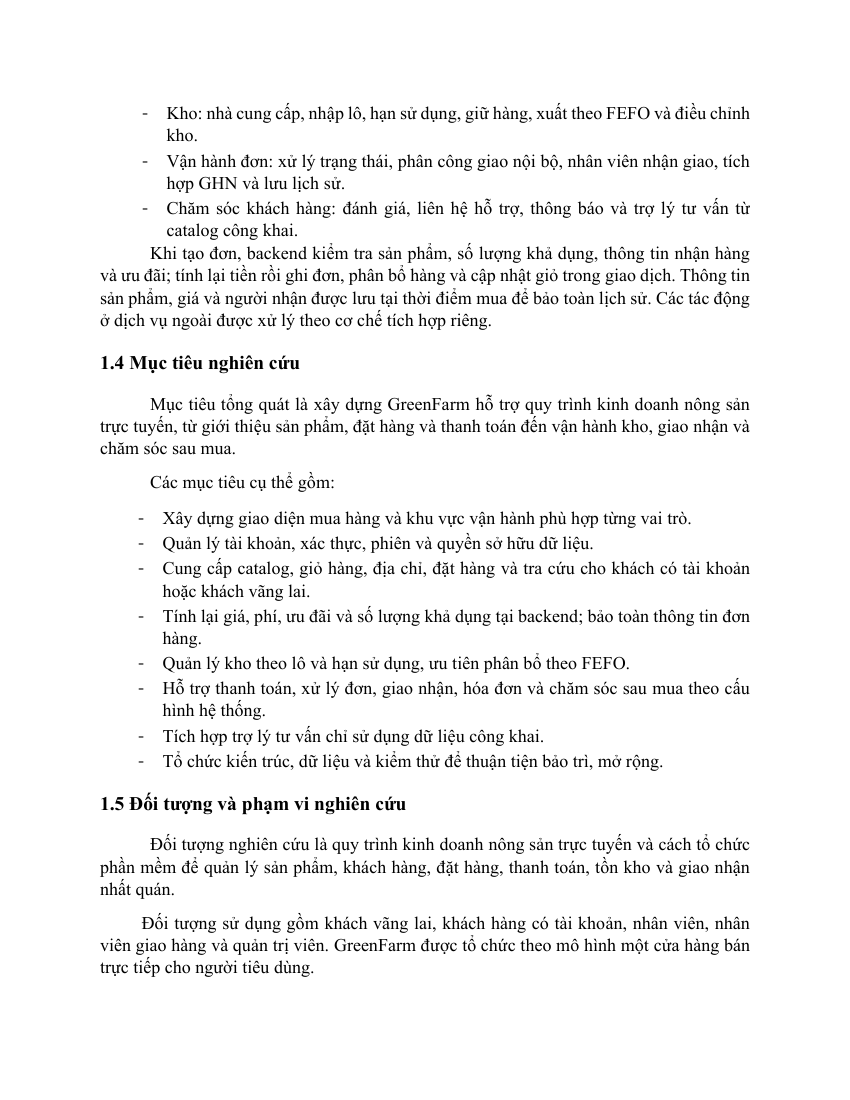 - Kho: nhà cung cấp, nhập lô, hạn sử dụng, giữ hàng, xuất theo FEFO và điều chỉnh
kho.
- Vận hành đơn: xử lý trạng thái, phân công giao nội bộ, nhân viên nhận giao, tích
hợp GHN và lưu lịch sử.
- Chăm sóc khách hàng: đánh giá, liên hệ hỗ trợ, thông báo và trợ lý tư vấn từ
catalog công khai.
Khi tạo đơn, backend kiểm tra sản phẩm, số lượng khả dụng, thông tin nhận hàng
và ưu đãi; tính lại tiền rồi ghi đơn, phân bổ hàng và cập nhật giỏ trong giao dịch. Thông tin
sản phẩm, giá và người nhận được lưu tại thời điểm mua để bảo toàn lịch sử. Các tác động
ở dịch vụ ngoài được xử lý theo cơ chế tích hợp riêng.
1.4 Mục tiêu nghiên cứu
Mục tiêu tổng quát là xây dựng GreenFarm hỗ trợ quy trình kinh doanh nông sản
trực tuyến, từ giới thiệu sản phẩm, đặt hàng và thanh toán đến vận hành kho, giao nhận và
chăm sóc sau mua.
Các mục tiêu cụ thể gồm:
- Xây dựng giao diện mua hàng và khu vực vận hành phù hợp từng vai trò.
- Quản lý tài khoản, xác thực, phiên và quyền sở hữu dữ liệu.
- Cung cấp catalog, giỏ hàng, địa chỉ, đặt hàng và tra cứu cho khách có tài khoản
hoặc khách vãng lai.
- Tính lại giá, phí, ưu đãi và số lượng khả dụng tại backend; bảo toàn thông tin đơn
hàng.
- Quản lý kho theo lô và hạn sử dụng, ưu tiên phân bổ theo FEFO.
- Hỗ trợ thanh toán, xử lý đơn, giao nhận, hóa đơn và chăm sóc sau mua theo cấu
hình hệ thống.
- Tích hợp trợ lý tư vấn chỉ sử dụng dữ liệu công khai.
- Tổ chức kiến trúc, dữ liệu và kiểm thử để thuận tiện bảo trì, mở rộng.
1.5 Đối tượng và phạm vi nghiên cứu
Đối tượng nghiên cứu là quy trình kinh doanh nông sản trực tuyến và cách tổ chức
phần mềm để quản lý sản phẩm, khách hàng, đặt hàng, thanh toán, tồn kho và giao nhận
nhất quán.
Đối tượng sử dụng gồm khách vãng lai, khách hàng có tài khoản, nhân viên, nhân
viên giao hàng và quản trị viên. GreenFarm được tổ chức theo mô hình một cửa hàng bán
trực tiếp cho người tiêu dùng.